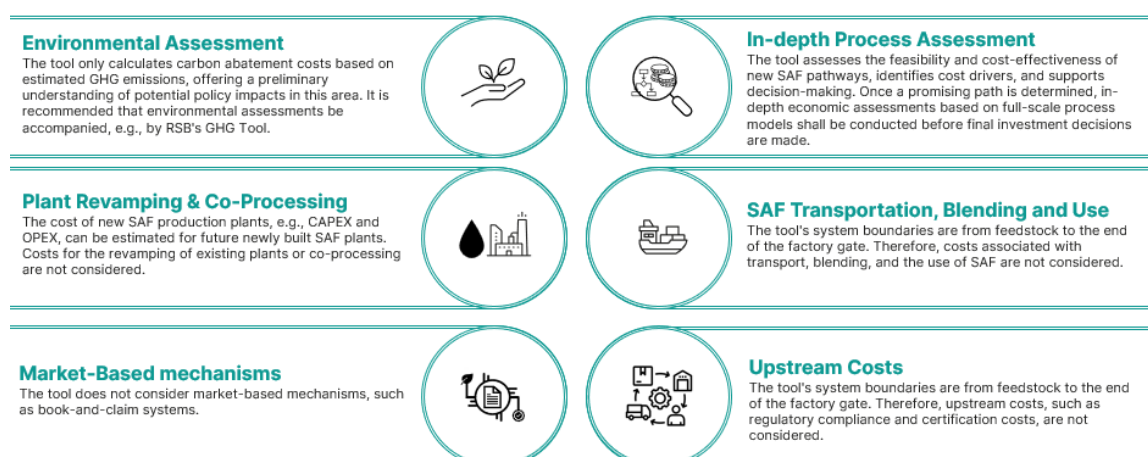 Environmental Assessment
The tool only calculates carbon abatement costs based on
estimated GHG emissions, offering a preliminary
understanding of potential policy impacts in this area. It is
recommended that environmental assessments be
accompanied, e.g., by RSB's GHG Tool.
In-depth Process Assessment
The tool assesses the feasibility and cost-effectiveness of
new SAF pathways, identifies cost drivers, and supports
decision-making. Once a promising path is determined, in-
depth economic assessments based on full-scale process
models shall be conducted before final investment decisions
are made.
Plant Revamping & Co-Processing
The cost of new SAF production plants, e.g., CAPEX and
OPEX, can be estimated for future newly built SAF plants.
Costs for the revamping of existing plants or co-processing
are not considered.
SAF Transportation, Blending and Use
The tool's system boundaries are from feedstock to the end
of the factory gate. Therefore, costs associated with
transport, blending, and the use of SAF are not considered.
Market-Based mechanisms
The tool does not consider market-based mechanisms, such
as book-and-claim systems.
Upstream Costs
The tool's system boundaries are from feedstock to the end
of the factory gate. Therefore, upstream costs, such as
regulatory compliance and certification costs, are not
considered.